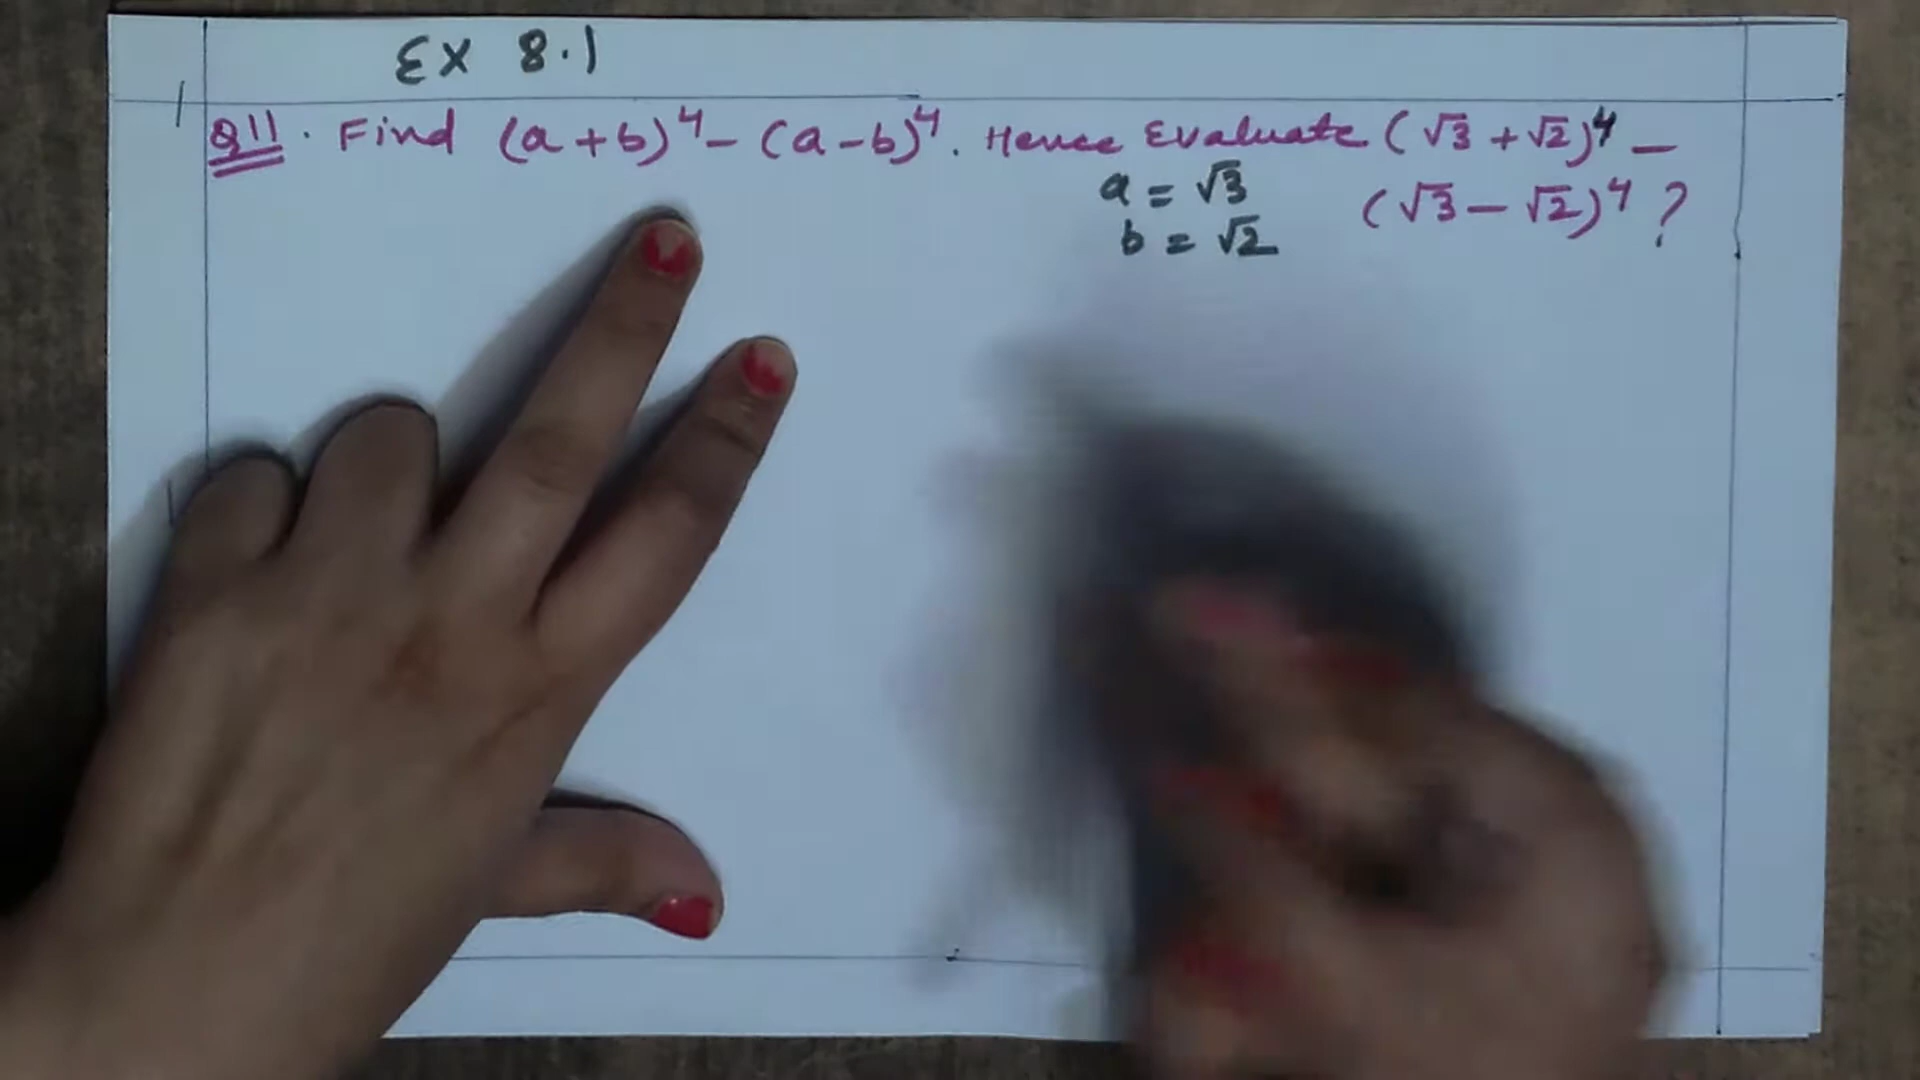 Ex 8.1
Q11. Find (a+b)⁴ - (a-b)⁴. Hence Evaluate (√3 + √2)⁴ -
(√3 - √2)⁴ ?
a = √3
b = √2